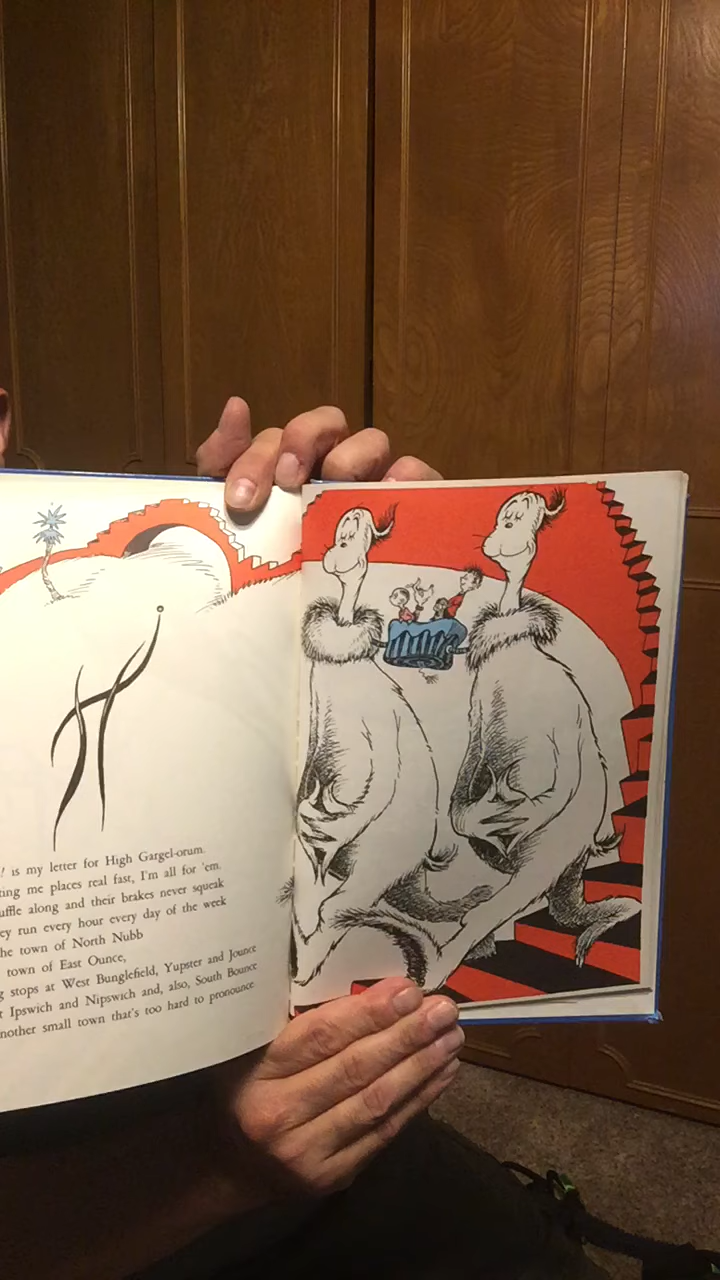 ! is my letter for High Gargel-orum.
ting me places real fast, I'm all for 'em.
uffle along and their brakes never squeak
ey run every hour every day of the week
he town of North Nubb
town of East Ounce,
g stops at West Bunglefield, Yupster and Jounce
t Ipswich and Nipswich and, also, South Bounce
nother small town that's too hard to pronounce